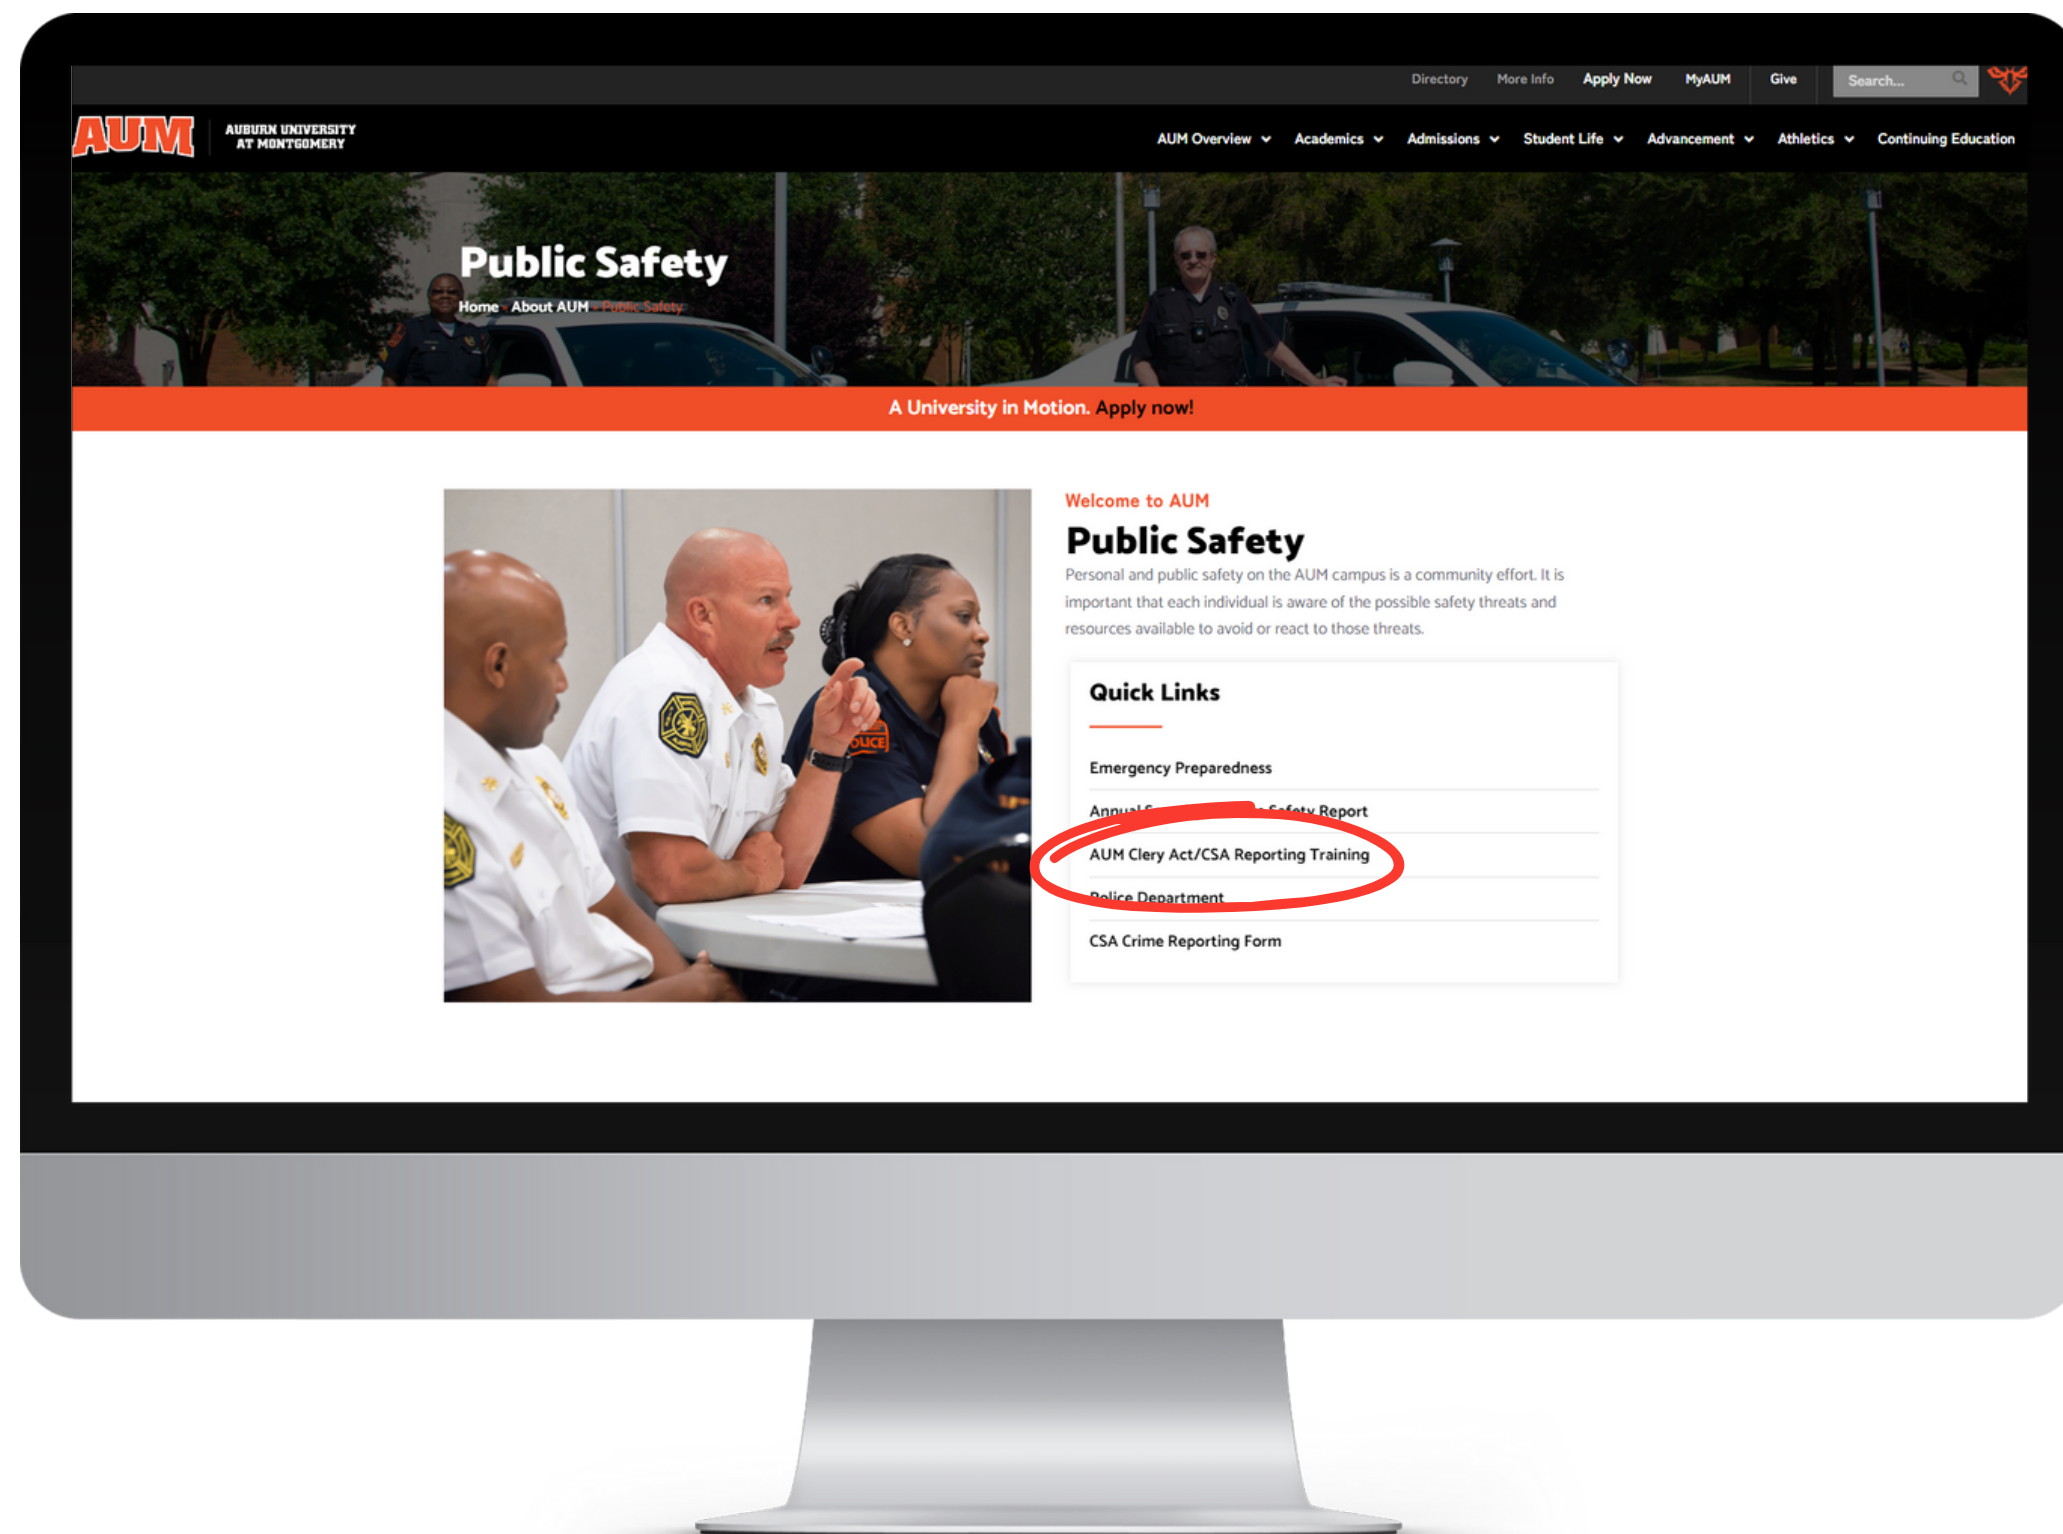 Directory More Info Apply Now MyAUM Give Search...
AUM AUBURN UNIVERSITY
AT MONTGOMERY
AUM Overview Academics Admissions Student Life Advancement Athletics Continuing Education
Public Safety
Home - About AUM - Public Safety
A University in Motion. Apply now!
Welcome to AUM
Public Safety
Personal and public safety on the AUM campus is a community effort. It is
important that each individual is aware of the possible safety threats and
resources available to avoid or react to those threats.
Quick Links
Emergency Preparedness
Annual Safety Report
AUM Clery Act/CSA Reporting Training
Police Department
CSA Crime Reporting Form